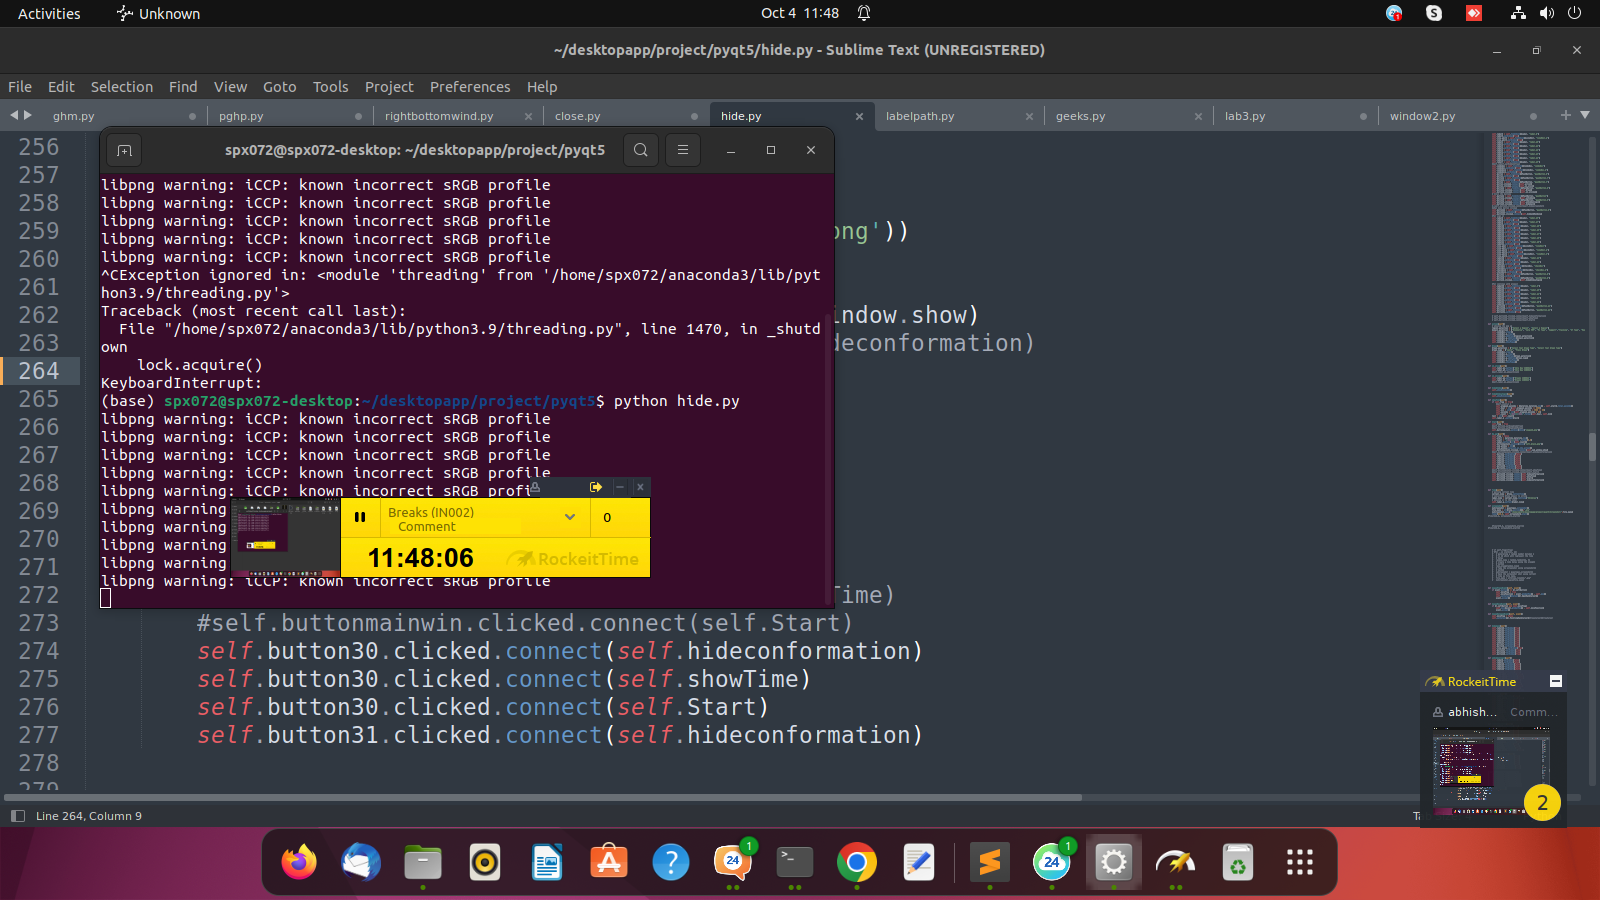 Activities
Unknown
Oct 4 11:48
~/desktopapp/project/pyqt5/hide.py - Sublime Text (UNREGISTERED)
File Edit Selection Find View Goto Tools Project Preferences Help
ghm.py
pghp.py
rightbottomwind.py
close.py
hide.py
labelpath.py
geeks.py
lab3.py
window2.py
spx072@spx072-desktop: ~/desktopapp/project/pyqt5
libpng warning: iCCP: known incorrect sRGB profile
libpng warning: iCCP: known incorrect sRGB profile
libpng warning: iCCP: known incorrect sRGB profile
libpng warning: iCCP: known incorrect sRGB profile
libpng warning: iCCP: known incorrect sRGB profile
^CException ignored in: <module 'threading' from '/home/spx072/anaconda3/lib/pyt
hon3.9/threading.py'>
Traceback (most recent call last):
File "/home/spx072/anaconda3/lib/python3.9/threading.py", line 1470, in _shutd
own
lock.acquire()
KeyboardInterrupt:
(base) spx072@spx072-desktop:~/desktopapp/project/pyqt5$ python hide.py
libpng warning: iCCP: known incorrect sRGB profile
libpng warning: iCCP: known incorrect sRGB profile
libpng warning: iCCP: known incorrect sRGB profile
libpng warning: iCCP: known incorrect sRGB profile
libpng warning: iCCP: known incorrect sRGB prof
libpng warning
libpng warning
libpng warning
libpng warning
libpng warning: iCCP: known incorrect sRGB profile
Breaks (IN002)
Comment
0
11:48:06
RockeitTime
256
257
258
259 ong'))
260
261
262 indow.show)
263 deconformation)
264
265
266
267
268
269
270
271
272 Time)
273 #self.buttonmainwin.clicked.connect(self.Start)
274 self.button30.clicked.connect(self.hideconformation)
275 self.button30.clicked.connect(self.showTime)
276 self.button30.clicked.connect(self.Start)
277 self.button31.clicked.connect(self.hideconformation)
278
279
RockeitTime
abhish... Comm...
2
Line 264, Column 9
24
1
24
1